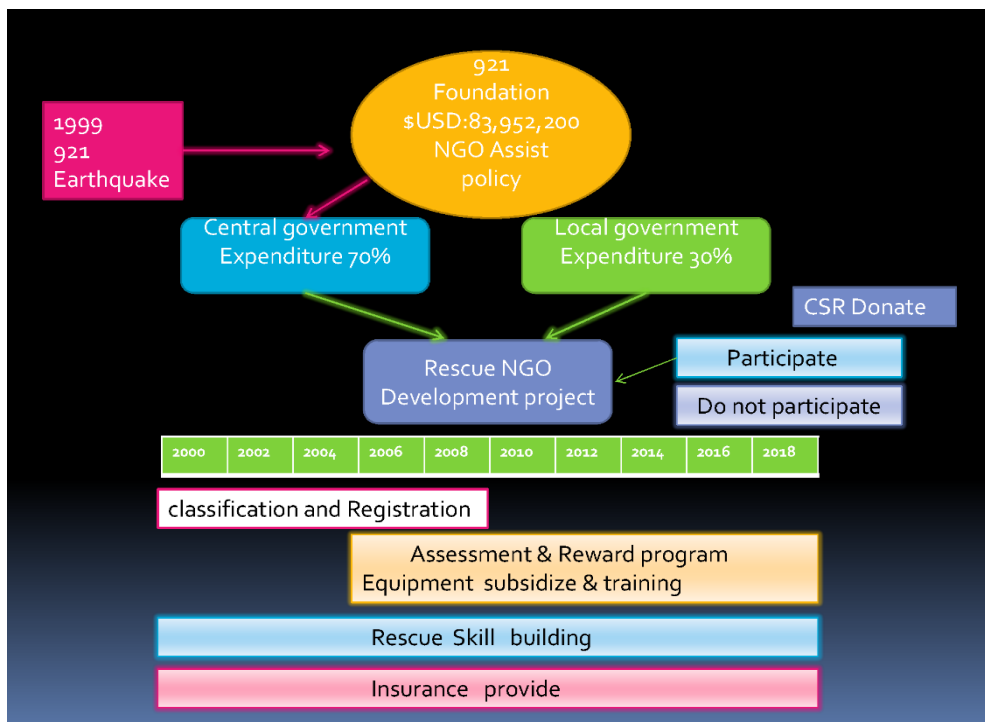 921
Foundation
$USD:83,952,200
NGO Assist
policy
1999
921
Earthquake
Central government
Expenditure 70%
Local government
Expenditure 30%
CSR Donate
Rescue NGO
Development project
Participate
Do not participate
2000 2002 2004 2006 2008 2010 2012 2014 2016 2018
classification and Registration
Assessment & Reward program
Equipment subsidize & training
Rescue Skill building
Insurance provide